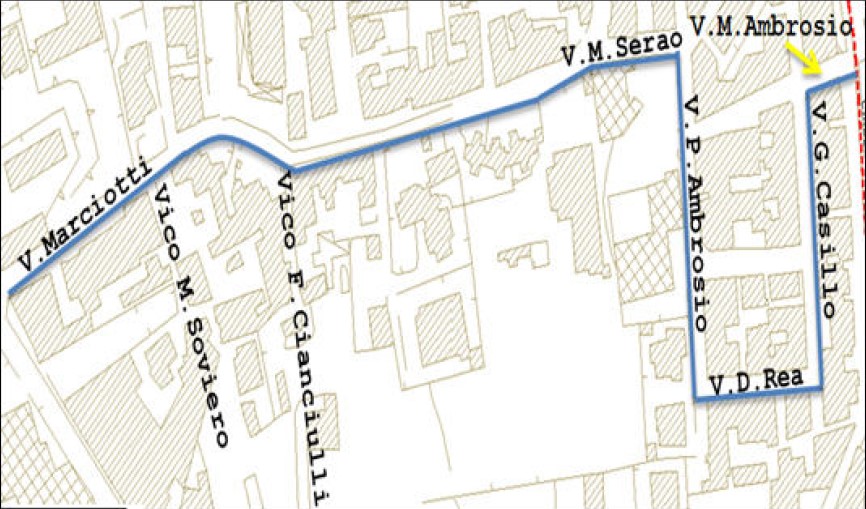 V.M.Ambrosio
V.M.Serao
V.Marciotti
Vico M.Soviero
Vico F.Cianciulli
V.P.Ambrosio
V.G.Casillo
V.D.Rea